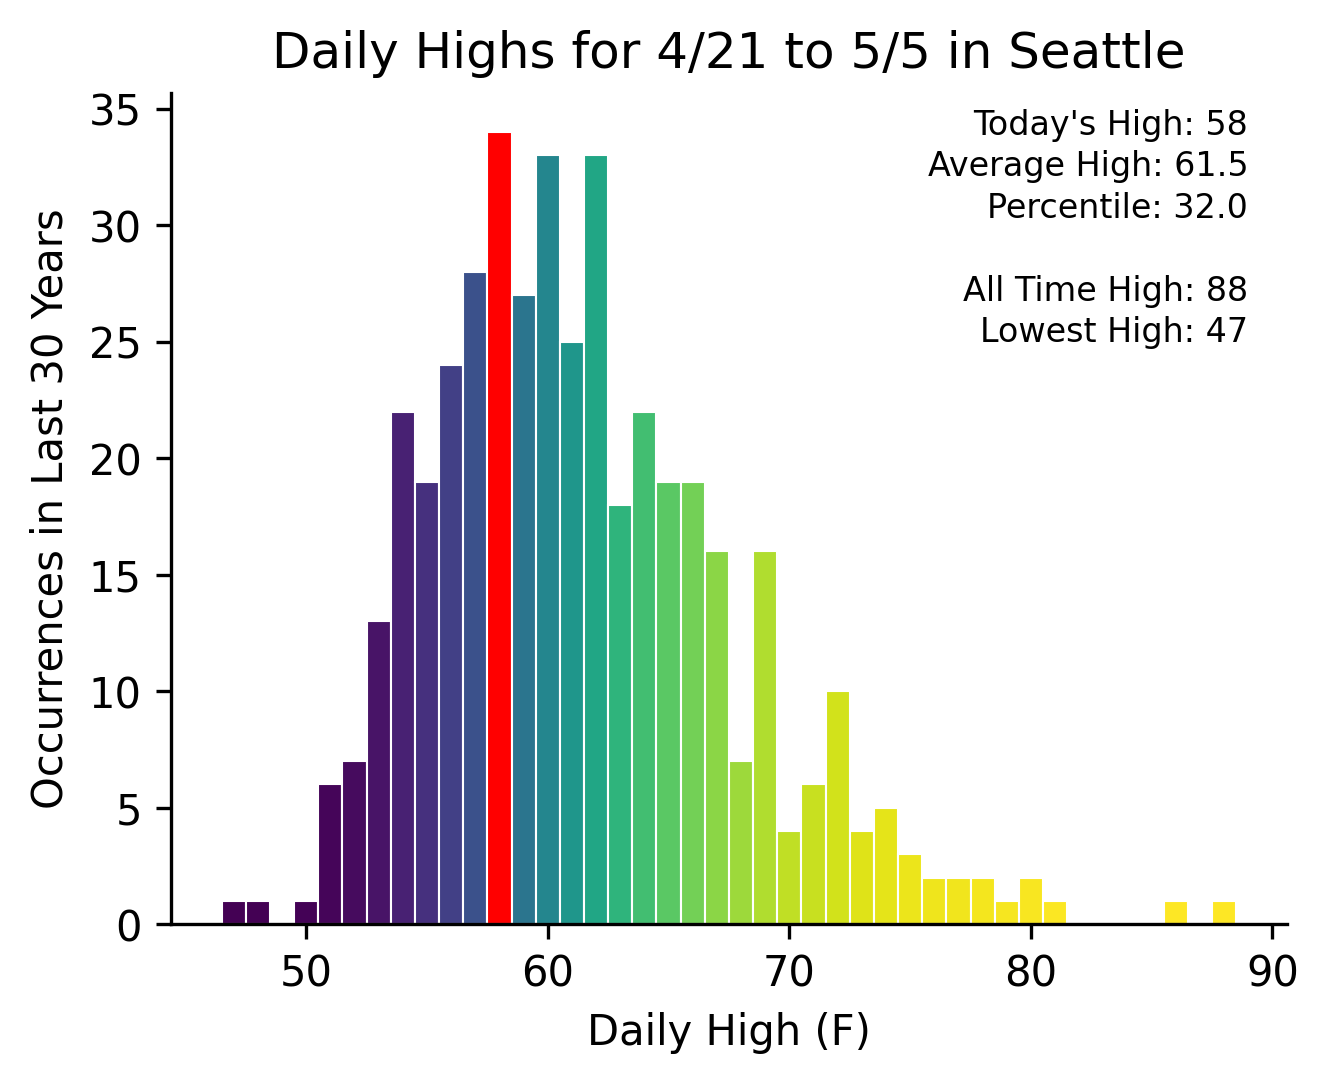 Daily Highs for 4/21 to 5/5 in Seattle
Today's High: 58
Average High: 61.5
Percentile: 32.0
All Time High: 88
Lowest High: 47
Occurrences in Last 30 Years
35
30
25
20
15
10
5
0
50 60 70 80 90
Daily High (F)